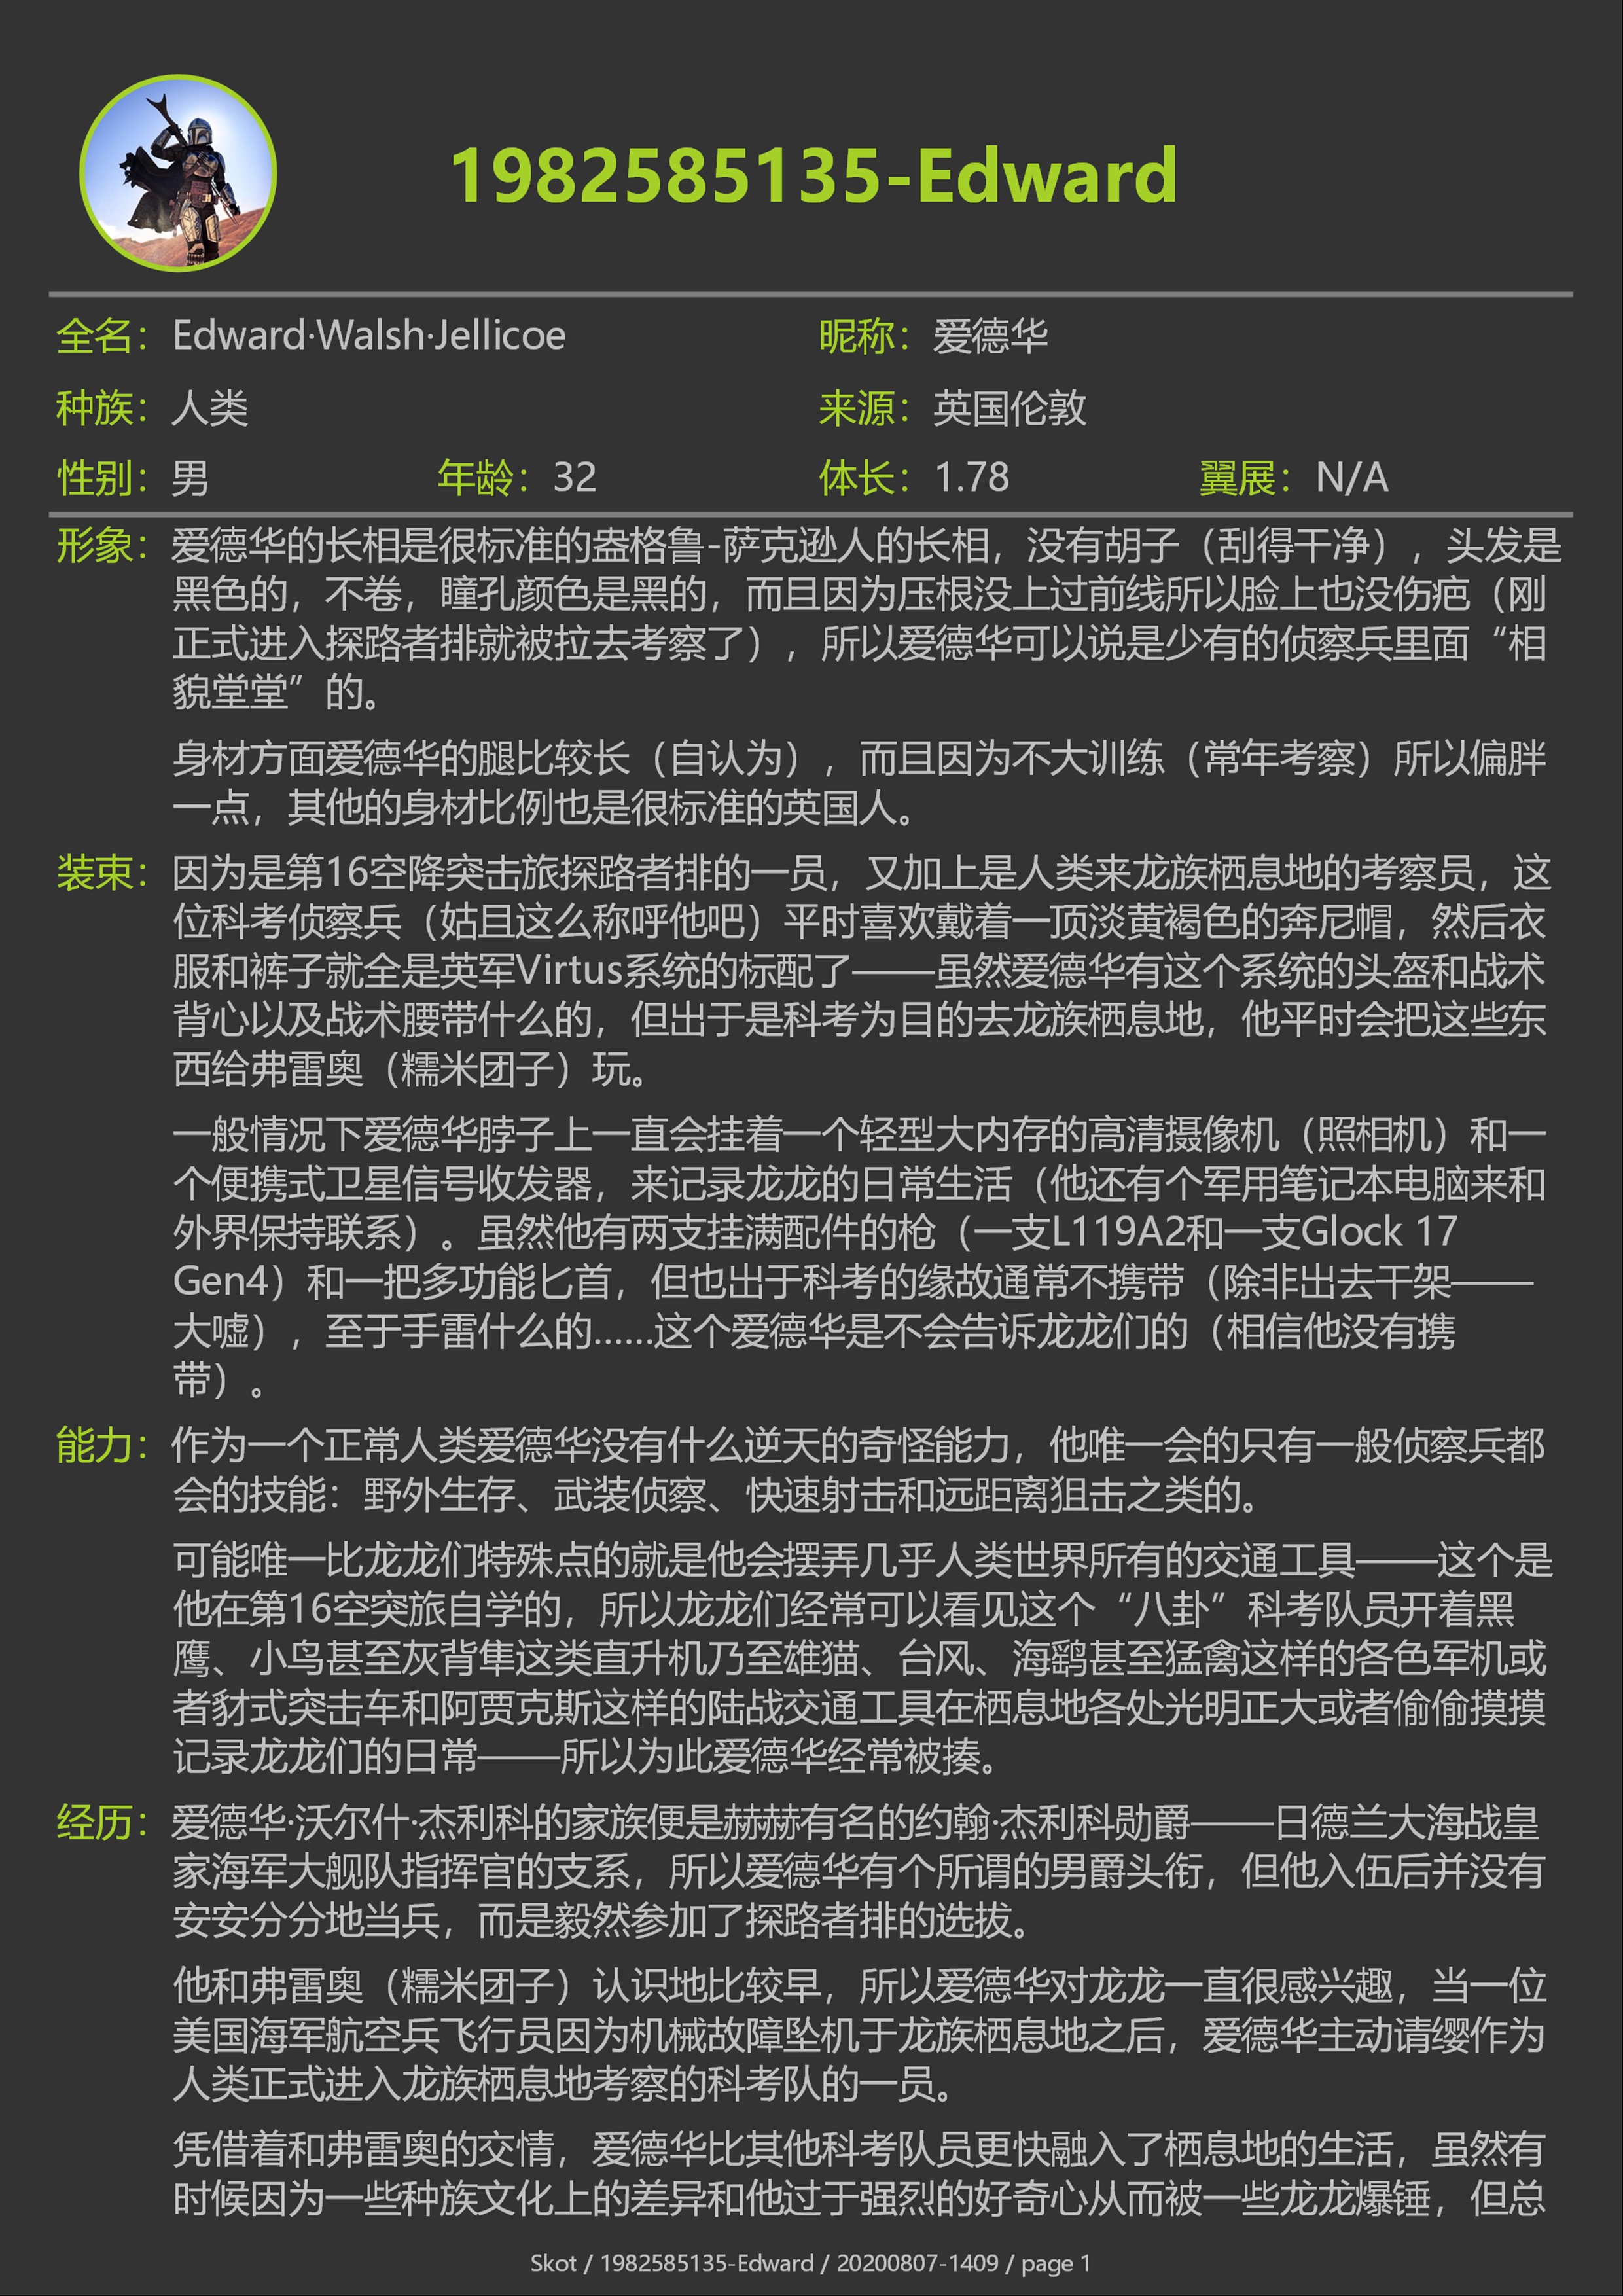 1982585135-Edward
全名：Edward·Walsh·Jellicoe 昵称：爱德华
种族：人类 来源：英国伦敦
性别：男 年龄：32 体长：1.78 翼展：N/A
形象：爱德华的长相是很标准的盎格鲁-萨克逊人的长相，没有胡子（刮得干净），头发是
黑色的，不卷，瞳孔颜色是黑的，而且因为压根没上过前线所以脸上也没伤疤（刚
正式进入探路者排就被拉去考察了），所以爱德华可以说是少有的侦察兵里面“相
貌堂堂”的。
身材方面爱德华的腿比较长（自认为），而且因为不大训练（常年考察）所以偏胖
一点，其他的身材比例也是很标准的英国人。
装束：因为是第16空降突击旅探路者排的一员，又加上是人类来龙族栖息地的考察员，这
位科考侦察兵（姑且这么称呼他吧）平时喜欢戴着一顶淡黄褐色的奔尼帽，然后衣
服和裤子就全是英军Virtus系统的标配了——虽然爱德华有这个系统的头盔和战术
背心以及战术腰带什么的，但出于是科考为目的去龙族栖息地，他平时会把这些东
西给弗雷奥（糯米团子）玩。
一般情况下爱德华脖子上一直会挂着一个轻型大内存的高清摄像机（照相机）和一
个便携式卫星信号收发器，来记录龙龙的日常生活（他还有个军用笔记本电脑来和
外界保持联系）。虽然他有两支挂满配件的枪（一支L119A2和一支Glock 17
Gen4）和一把多功能匕首，但也出于科考的缘故通常不携带（除非出去干架——
大嘘），至于手雷什么的……这个爱德华是不会告诉龙龙们的（相信他没有携
带）。
能力：作为一个正常人类爱德华没有什么逆天的奇怪能力，他唯一会的只有一般侦察兵都
会的技能：野外生存、武装侦察、快速射击和远距离狙击之类的。
可能唯一比龙龙们特殊点的就是他会摆弄几乎人类世界所有的交通工具——这个是
他在第16空突旅自学的，所以龙龙们经常可以看见这个“八卦”科考队员开着黑
鹰、小鸟甚至灰背隼这类直升机乃至雄猫、台风、海鹞甚至猛禽这样的各色军机或
者豺式突击车和阿贾克斯这样的陆战交通工具在栖息地各处光明正大或者偷偷摸摸
记录龙龙们的日常——所以为此爱德华经常被揍。
经历：爱德华·沃尔什·杰利科的家族便是赫赫有名的约翰·杰利科勋爵——日德兰大海战皇
家海军大舰队指挥官的支系，所以爱德华有个所谓的男爵头衔，但他入伍后并没有
安安分分地当兵，而是毅然参加了探路者排的选拔。
他和弗雷奥（糯米团子）认识地比较早，所以爱德华对龙龙一直很感兴趣，当一位
美国海军航空兵飞行员因为机械故障坠机于龙族栖息地之后，爱德华主动请缨作为
人类正式进入龙族栖息地考察的科考队的一员。
凭借着和弗雷奥的交情，爱德华比其他科考队员更快融入了栖息地的生活，虽然有
时候因为一些种族文化上的差异和他过于强烈的好奇心从而被一些龙龙爆锤，但总
Skot / 1982585135-Edward / 20200807-1409 / page 1